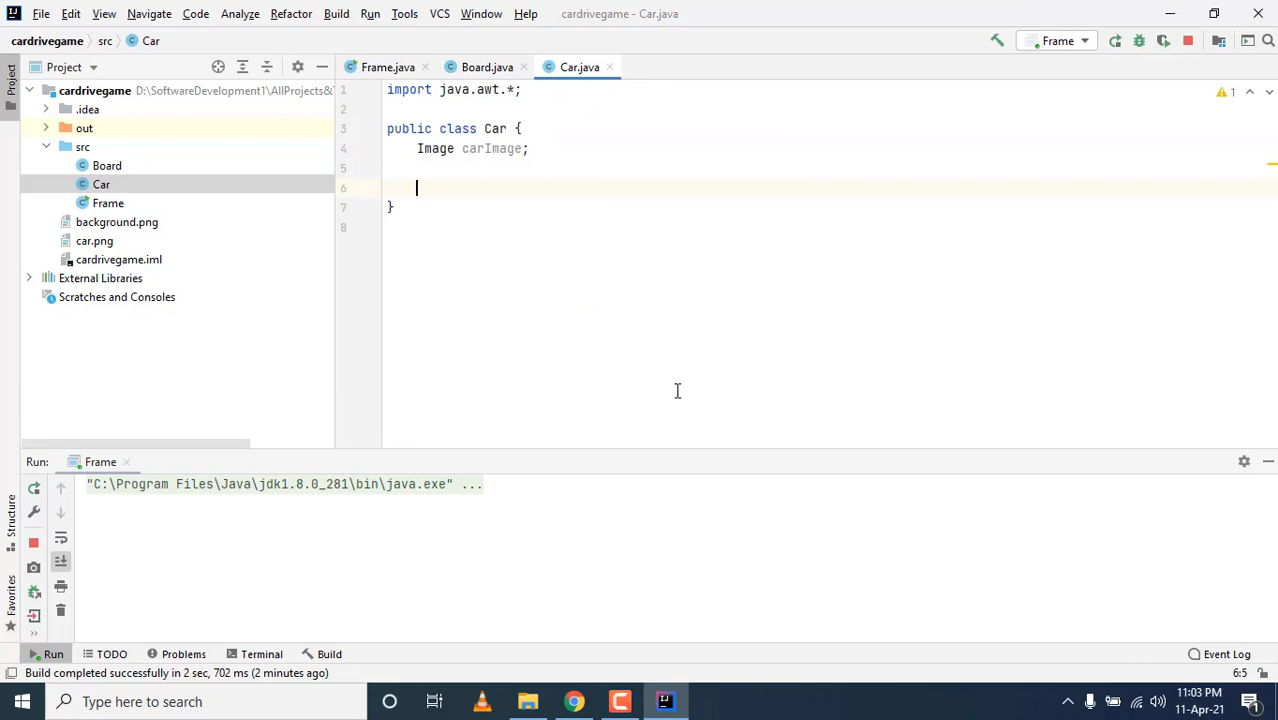 File Edit View Navigate Code Analyze Refactor Build Run Tools VCS Window Help cardrivegame - Car.java
cardrivegame src Car Frame
Project Frame.java Board.java Car.java
cardrivegame D:\SoftwareDevelopment1\AllProjects&
.idea
out
src
Board
Car
Frame
background.png
car.png
cardrivegame.iml
External Libraries
Scratches and Consoles
1 import java.awt.*;
2
3 public class Car {
4 Image carImage;
5
6
7 }
8
1
Project
Structure
Favorites
Run: Frame
"C:\Program Files\Java\jdk1.8.0_281\bin\java.exe" ...
Run TODO Problems Terminal Build Event Log
Build completed successfully in 2 sec, 702 ms (2 minutes ago) 6:5
Type here to search
11:03 PM
11-Apr-21
1